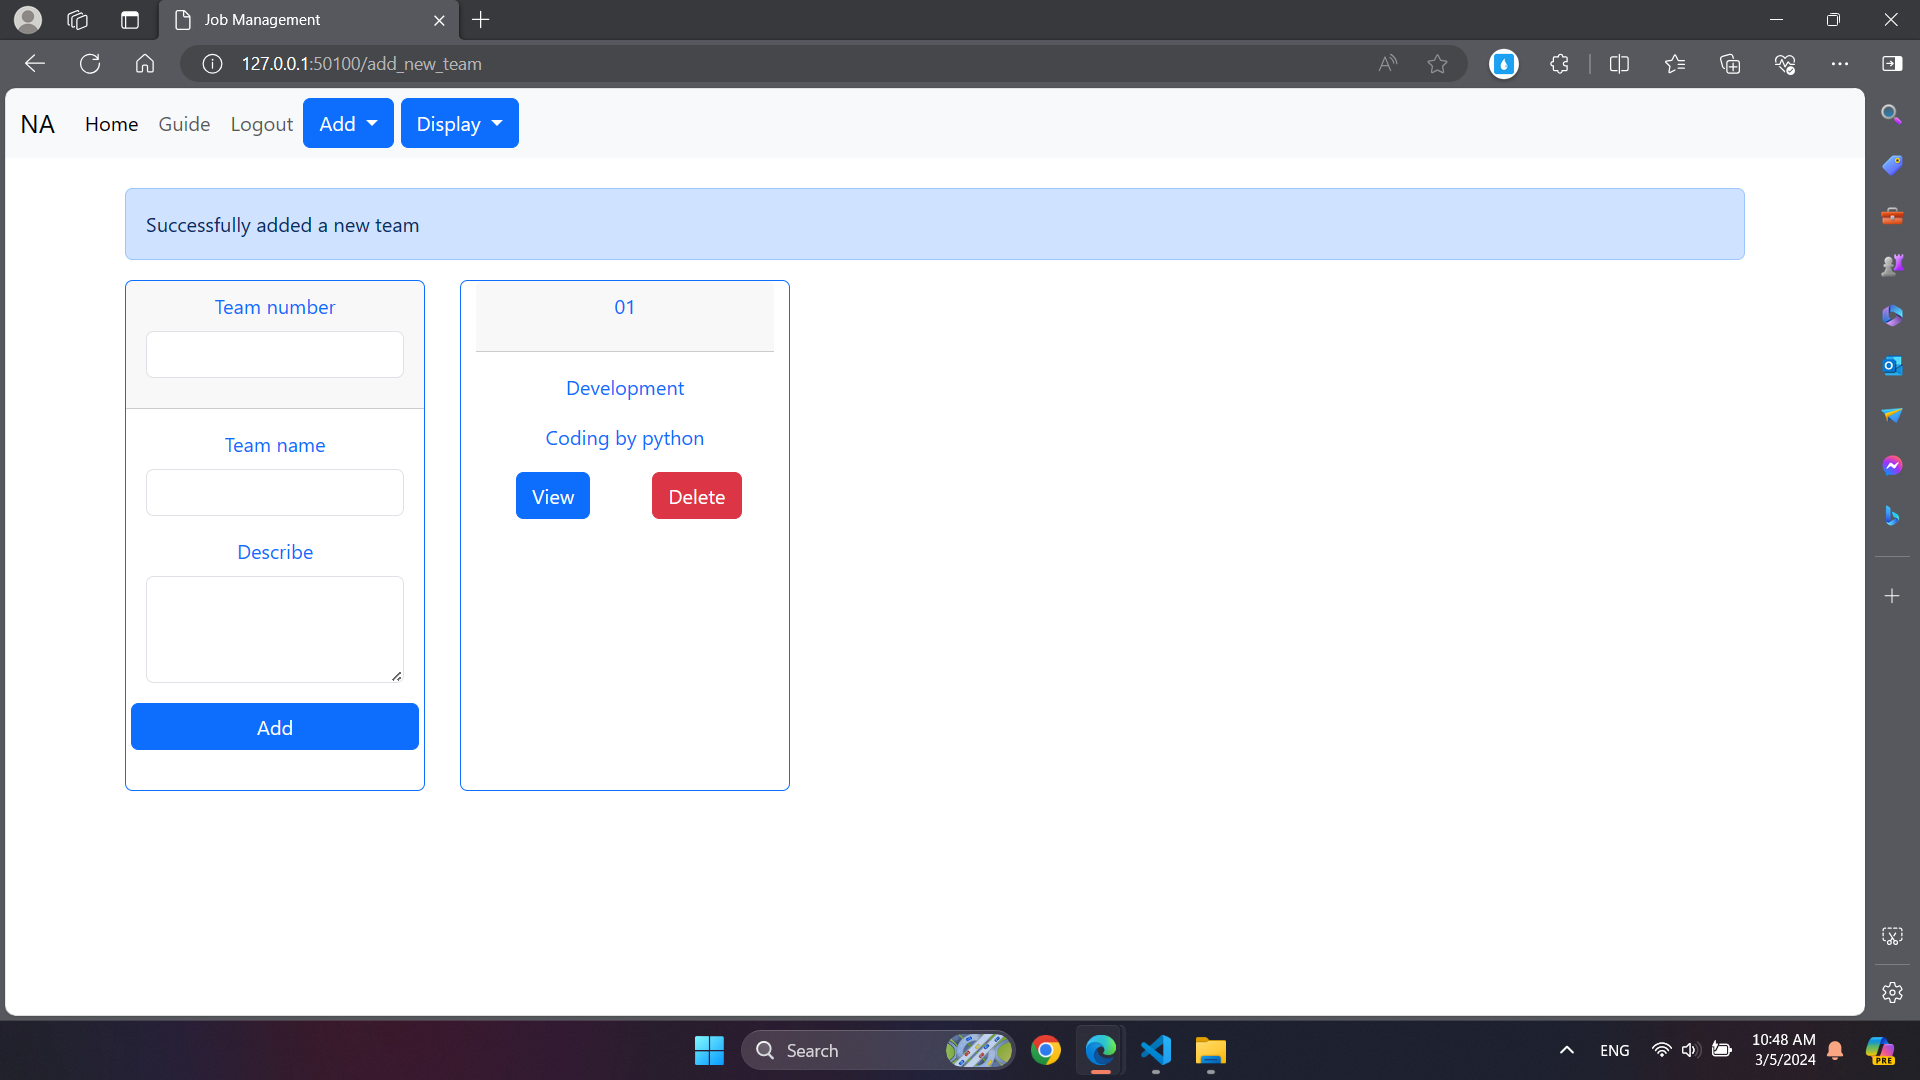 Job Management
127.0.0.1:50100/add_new_team
NA Home Guide Logout Add Display
Successfully added a new team
Team number
Team name
Describe
Add
01
Development
Coding by python
View Delete
Search
ENG
10:48 AM
3/5/2024
PRE